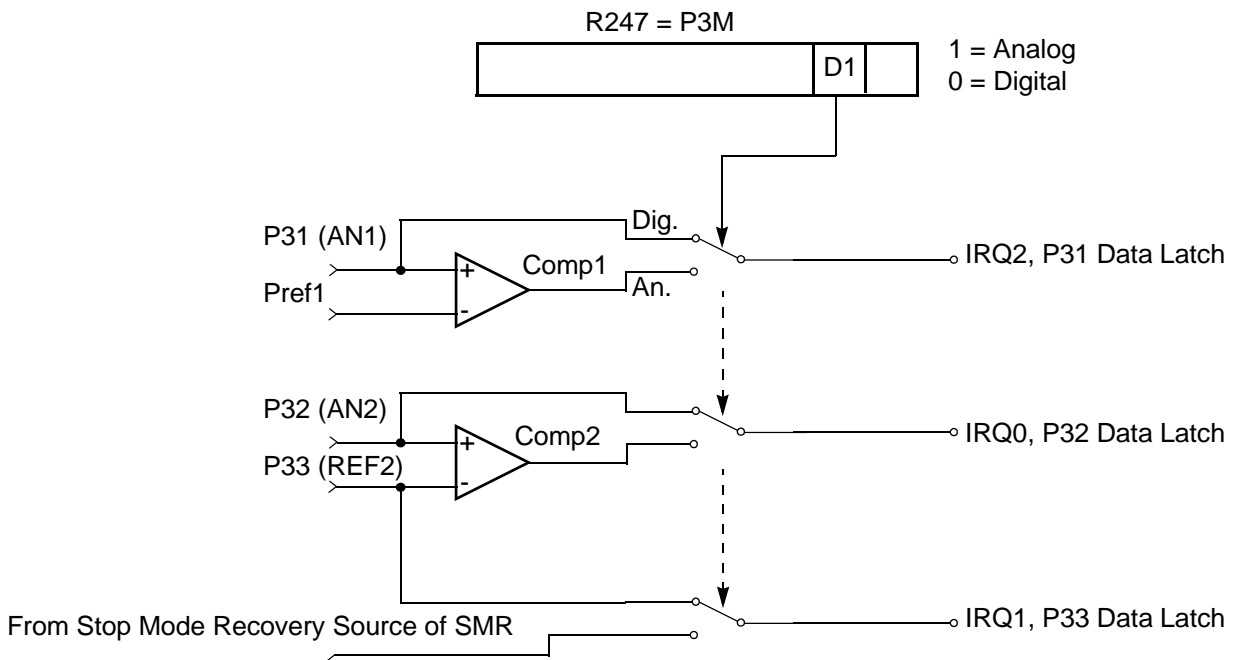 R247 = P3M
D1
1 = Analog
0 = Digital
Dig.
P31 (AN1)
+
Comp1
IRQ2, P31 Data Latch
Pref1
An.
-
P32 (AN2)
+
Comp2
IRQ0, P32 Data Latch
P33 (REF2)
-
From Stop Mode Recovery Source of SMR
IRQ1, P33 Data Latch